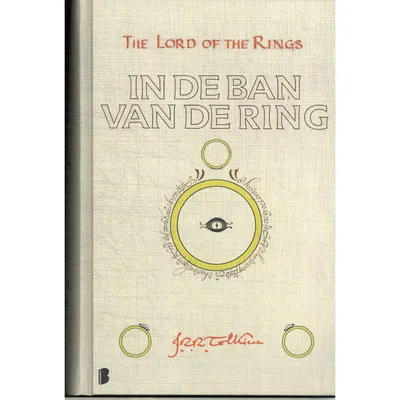 THE LORD OF THE RINGS
IN DE BAN
VAN DE RING
J.R.R. Tolkien
B